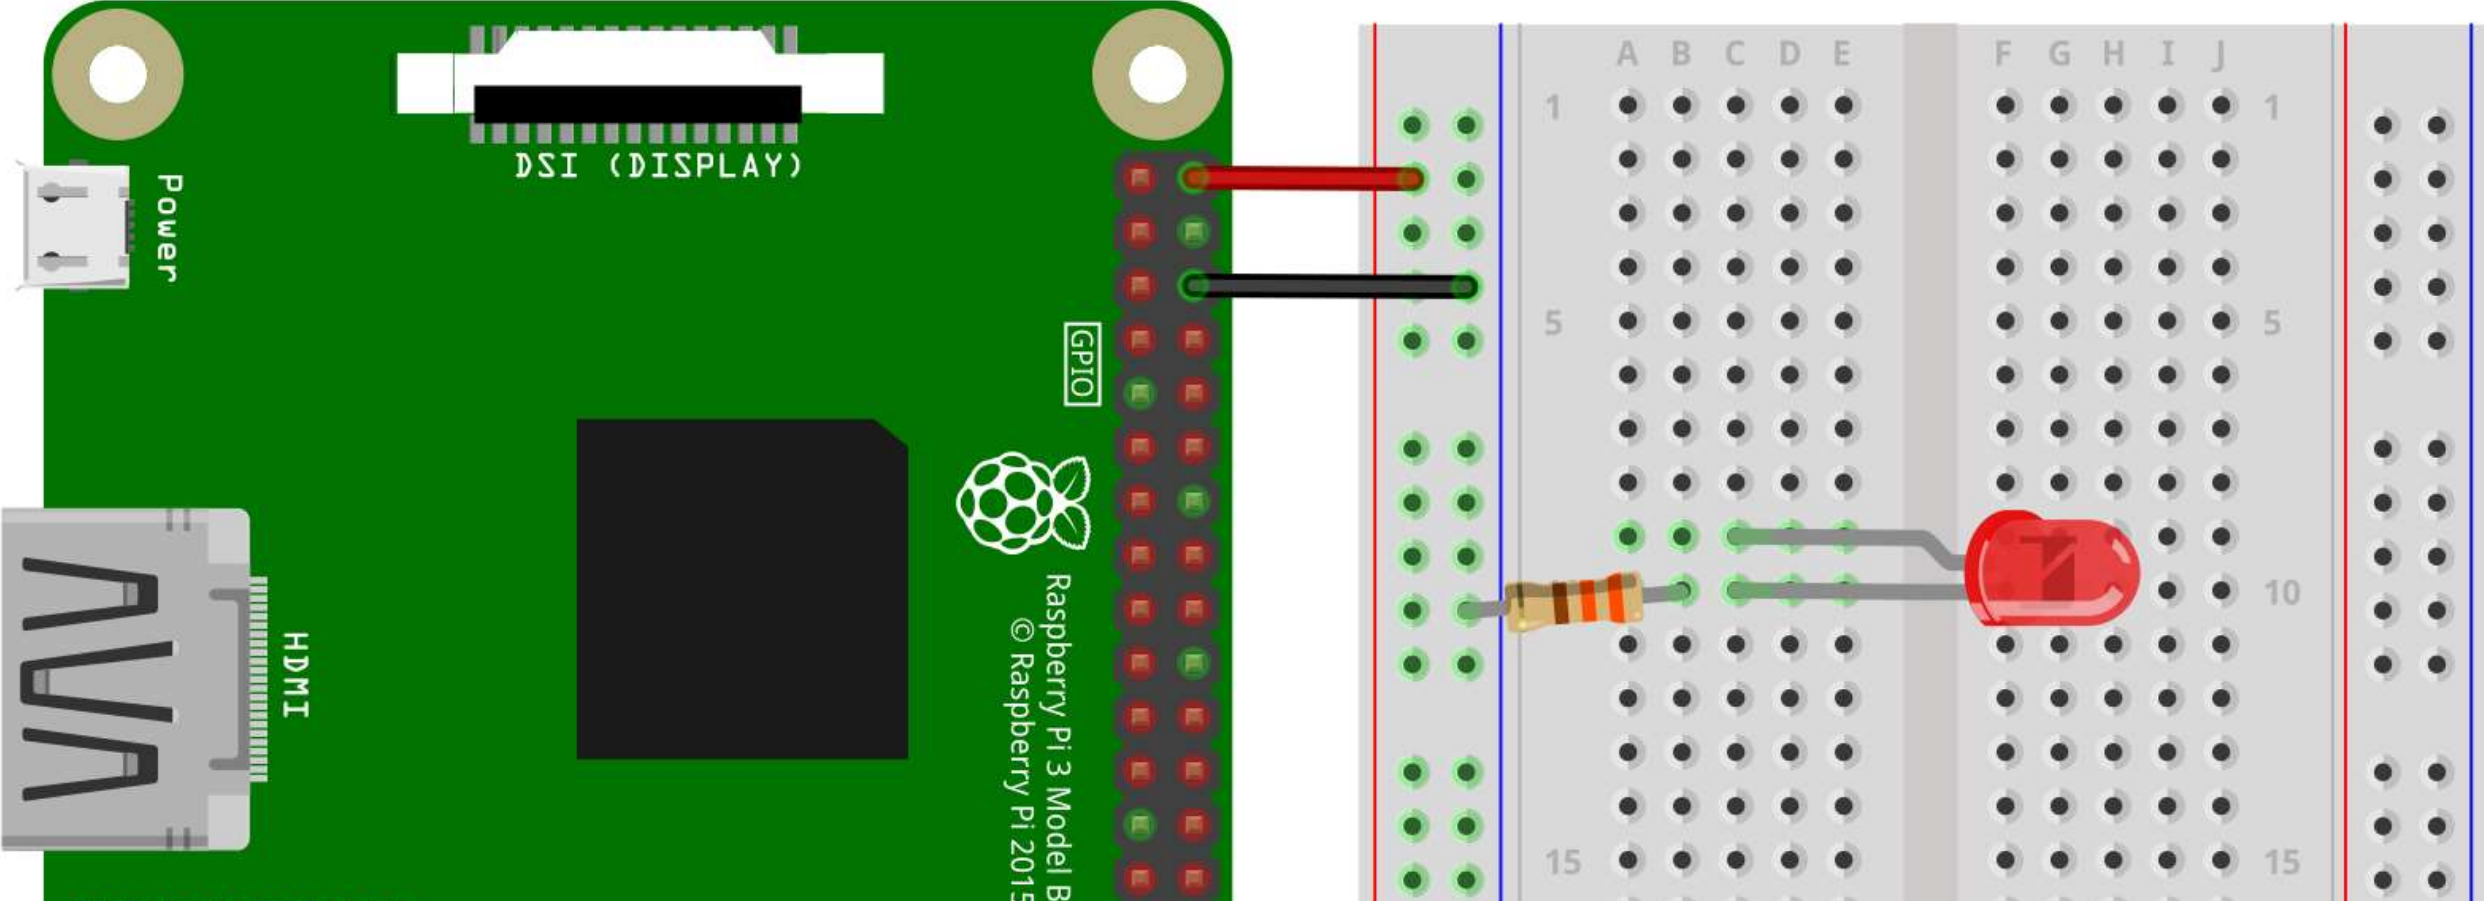 DSI (DISPLAY)
Power
GPIO
HDMI
Raspberry Pi 3 Model B
© Raspberry Pi 2015
A B C D E F G H I J
1 1
5 5
10
15 15